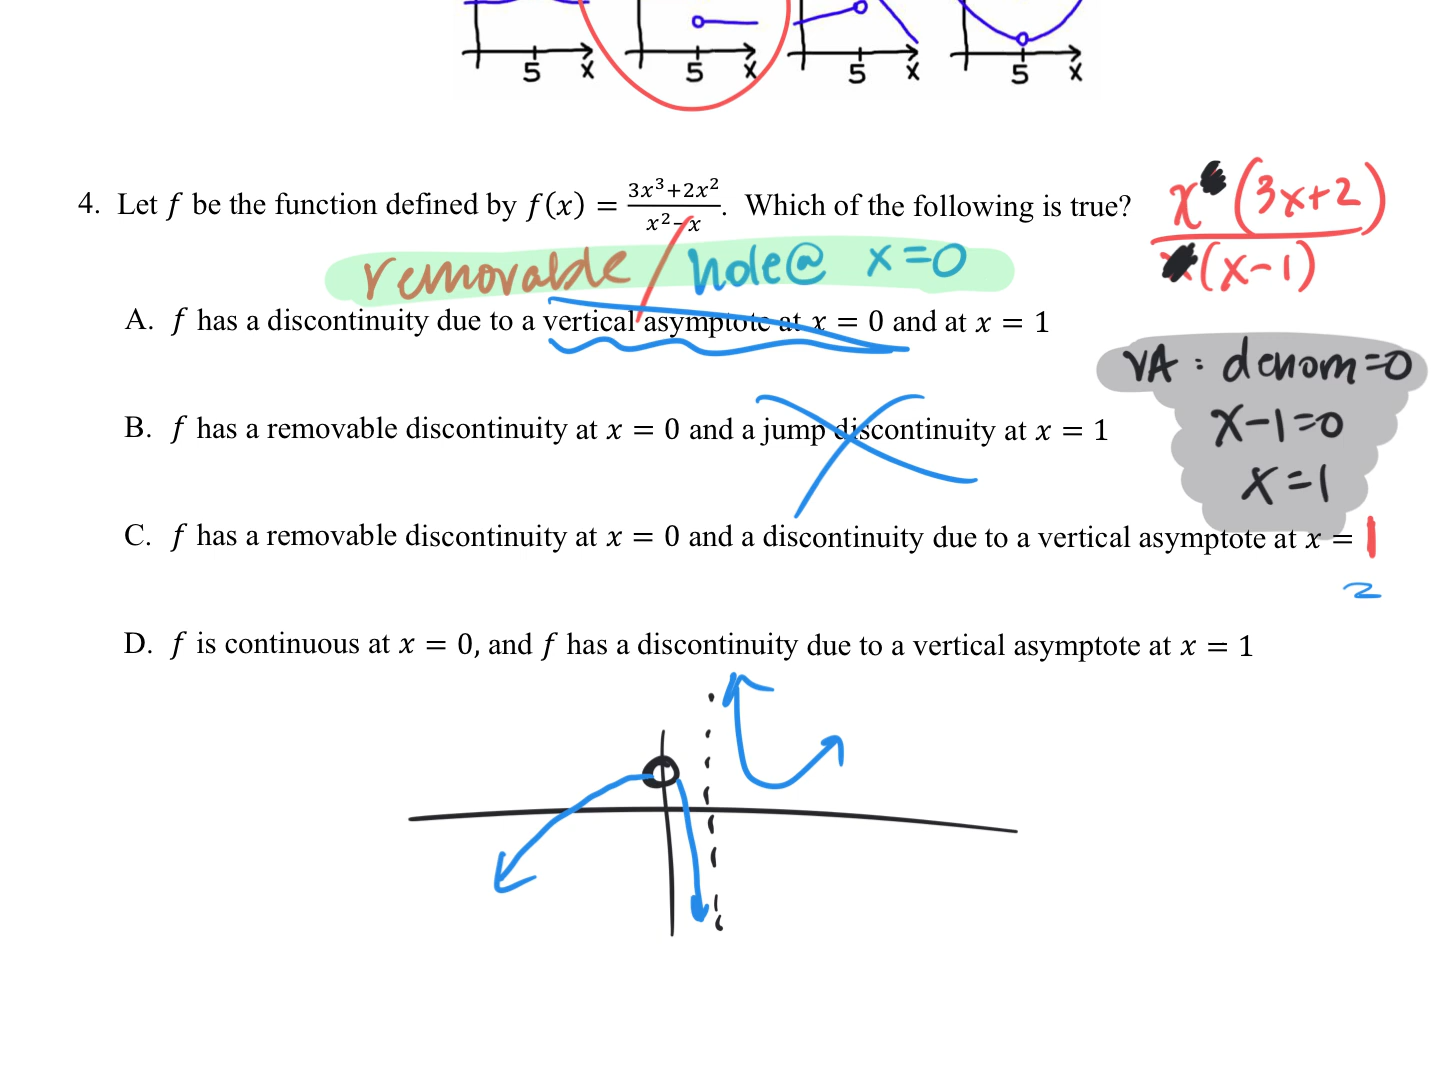 5 x 5 x 5 x 5 x
4. Let f be the function defined by f(x) = \frac{3x³+2x²}{x²−x}. Which of the following is true?
\frac{x (3x+2)}{(x-1)}
removable / hole@ x=0
A. f has a discontinuity due to a vertical asymptote at x = 0 and at x = 1
VA : denom=0
B. f has a removable discontinuity at x = 0 and a jump discontinuity at x = 1
x-1=0
x=1
C. f has a removable discontinuity at x = 0 and a discontinuity due to a vertical asymptote at x = 1
2
D. f is continuous at x = 0, and f has a discontinuity due to a vertical asymptote at x = 1